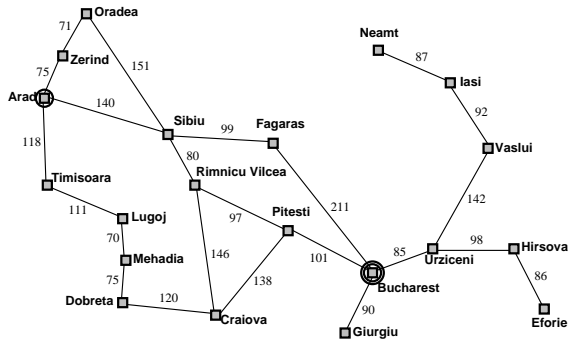 Oradea
71
Neamt
Zerind
87
151
75
Iasi
Arad
140
92
Sibiu
99
Fagaras
118
80
Vaslui
Timisoara
Rimnicu Vilcea
111
Lugoj
97
Pitesti
211
142
70
98
Hirsova
Mehadia
146
101
85
Urziceni
75
138
86
Bucharest
Dobreta
120
90
Craiova
Eforie
Giurgiu